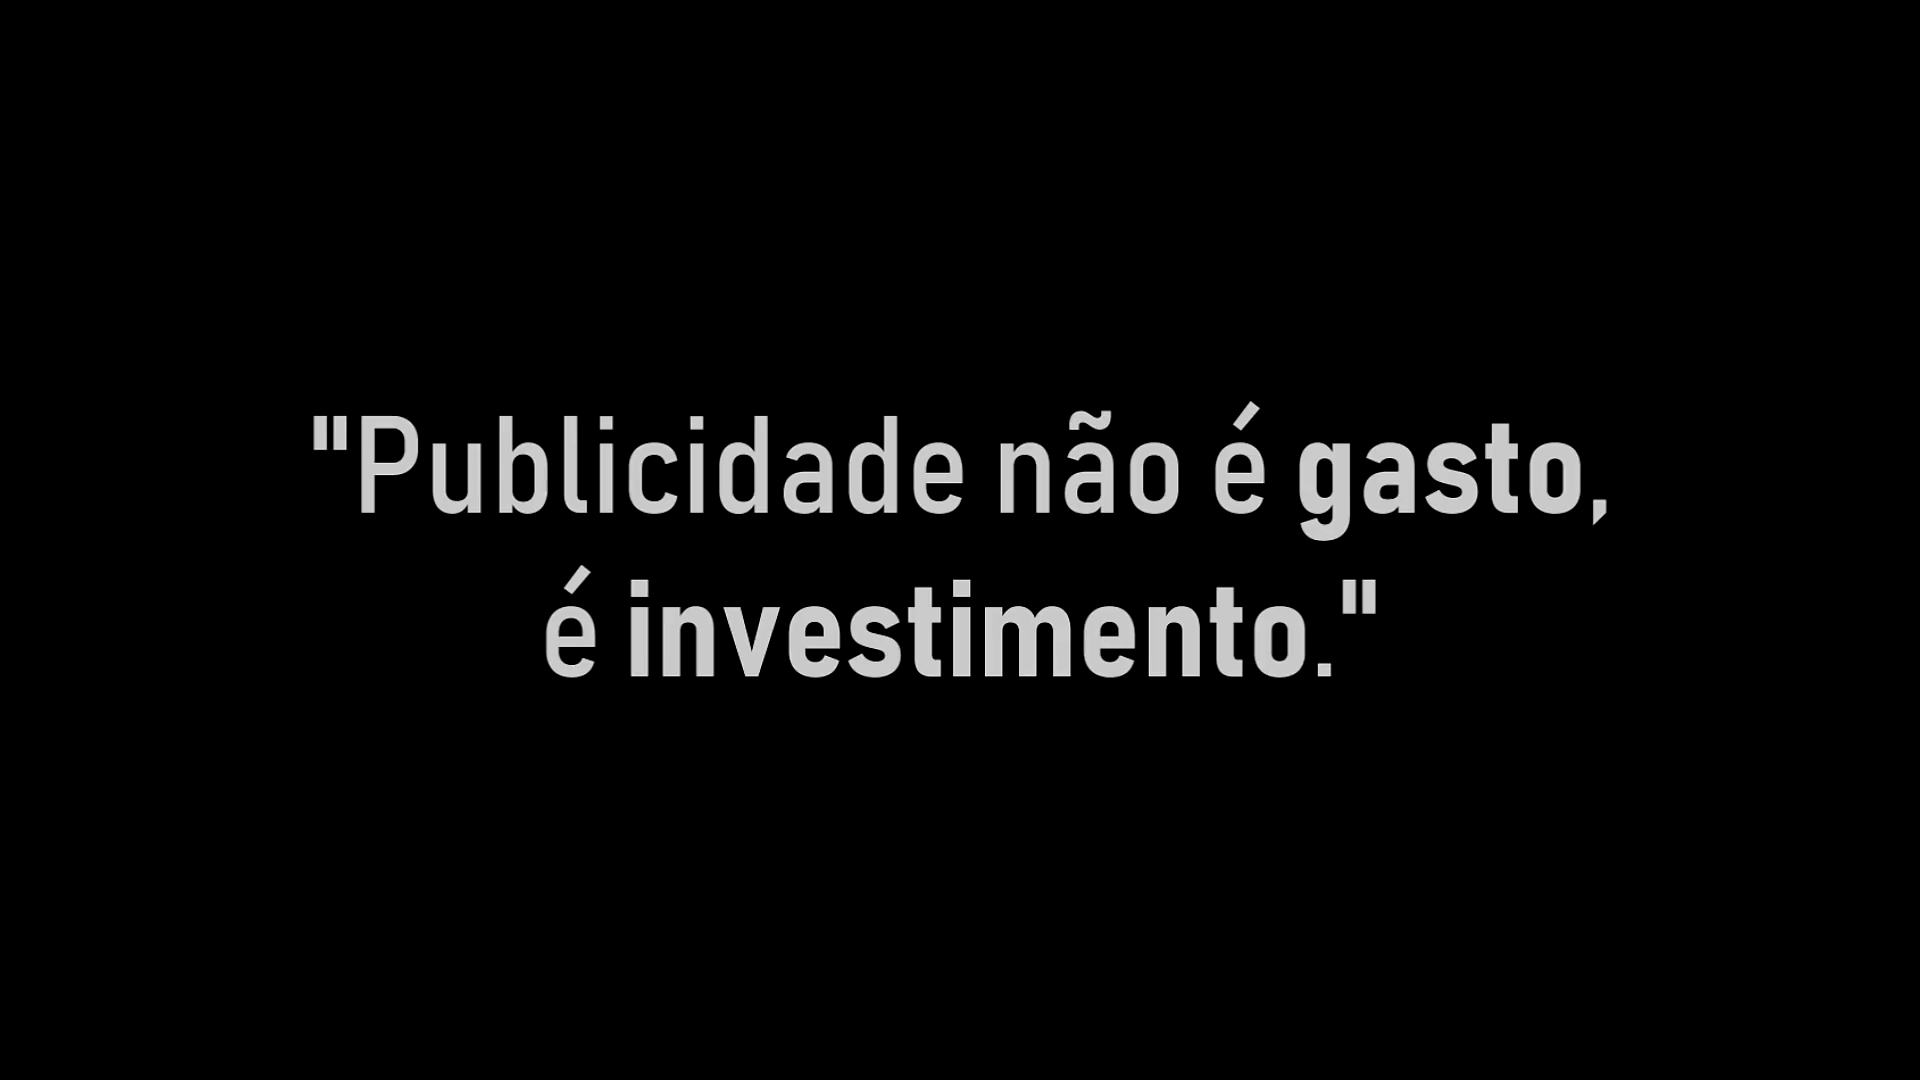 "Publicidade não é gasto,
é investimento."